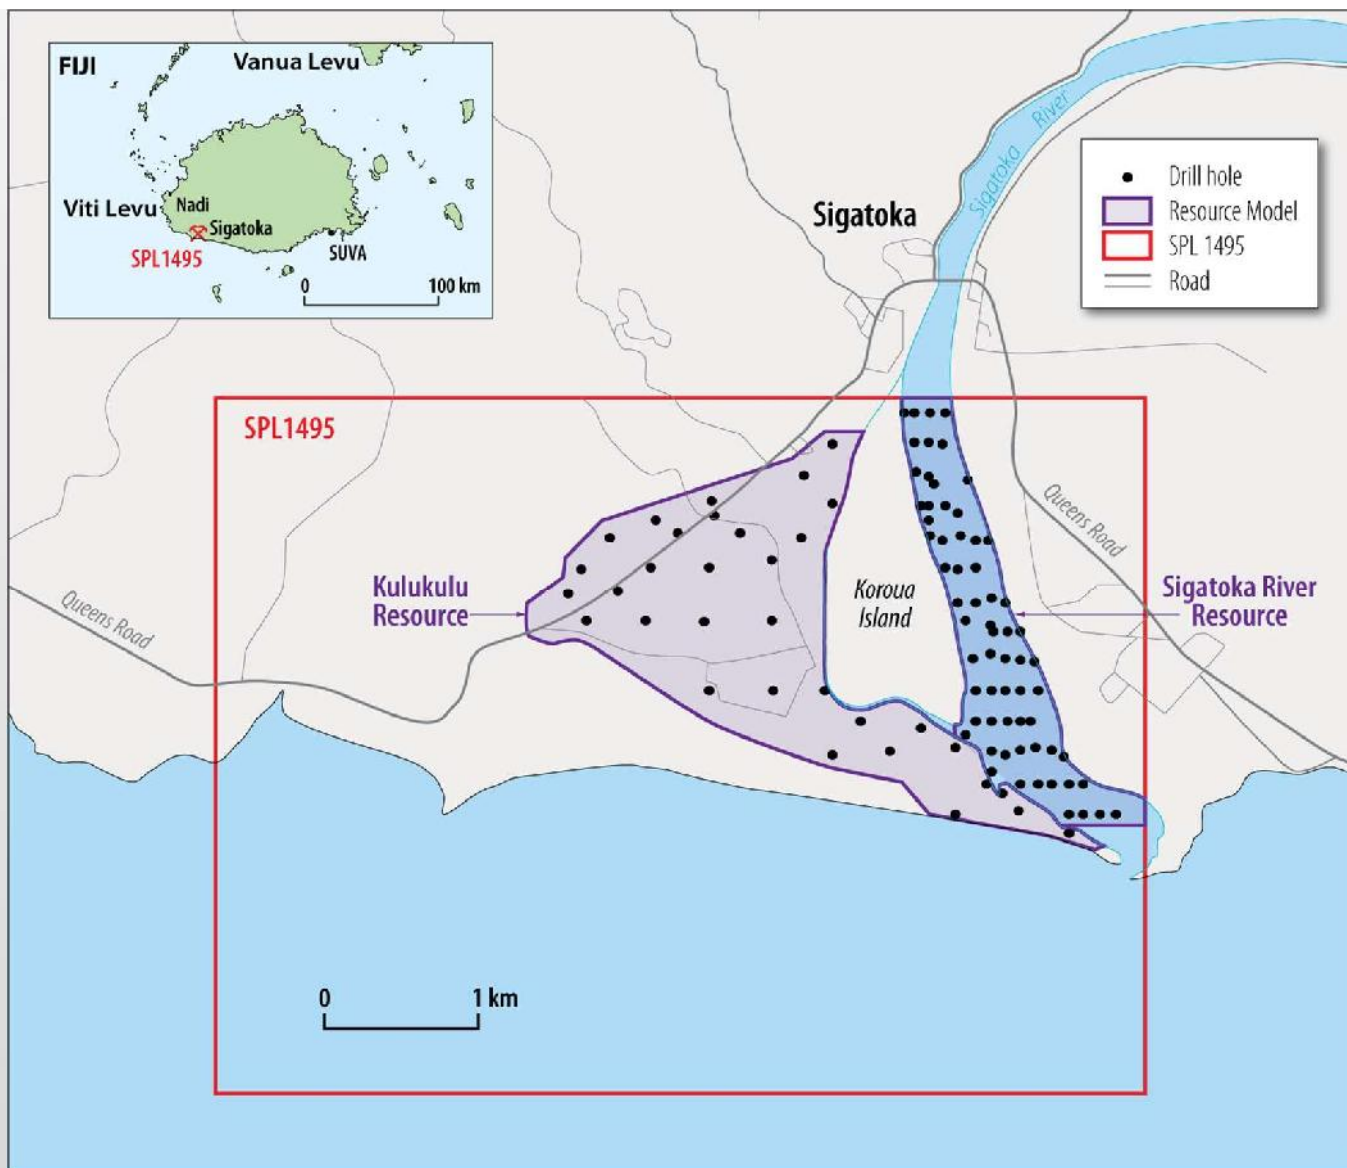 FIJI
Vanua Levu
Viti Levu
Nadi
Sigatoka
SPL1495
SUVA
0
100 km
Sigatoka River
Sigatoka
Drill hole
Resource Model
SPL 1495
Road
SPL1495
Queens Road
Kulukulu
Resource
Koroua
Island
Sigatoka River
Resource
Queens Road
0
1 km